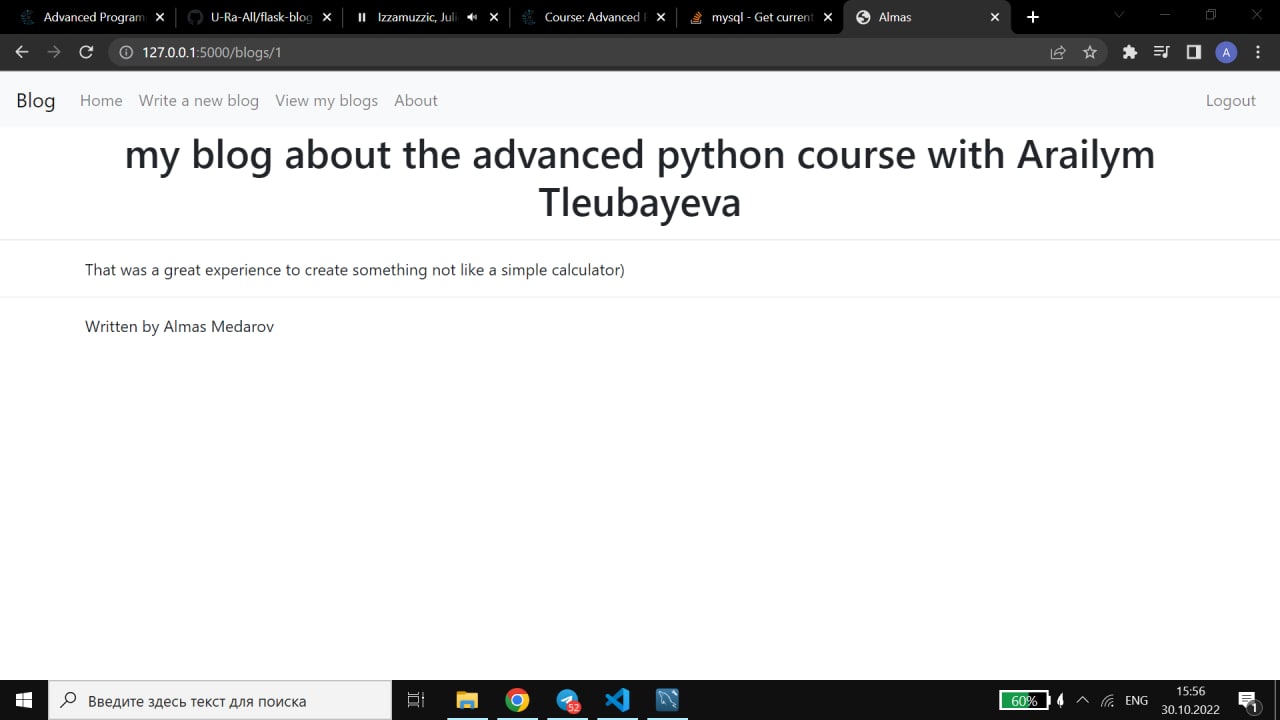 Advanced Program
U-Ra-All/flask-blog
Izzamuzzic, Juli
Course: Advanced P
mysql - Get current
Almas
127.0.0.1:5000/blogs/1
A
Blog
Home
Write a new blog
View my blogs
About
Logout
my blog about the advanced python course with Arailym
Tleubayeva
That was a great experience to create something not like a simple calculator)
Written by Almas Medarov
Введите здесь текст для поиска
52
60%
ENG
15:56
30.10.2022
1